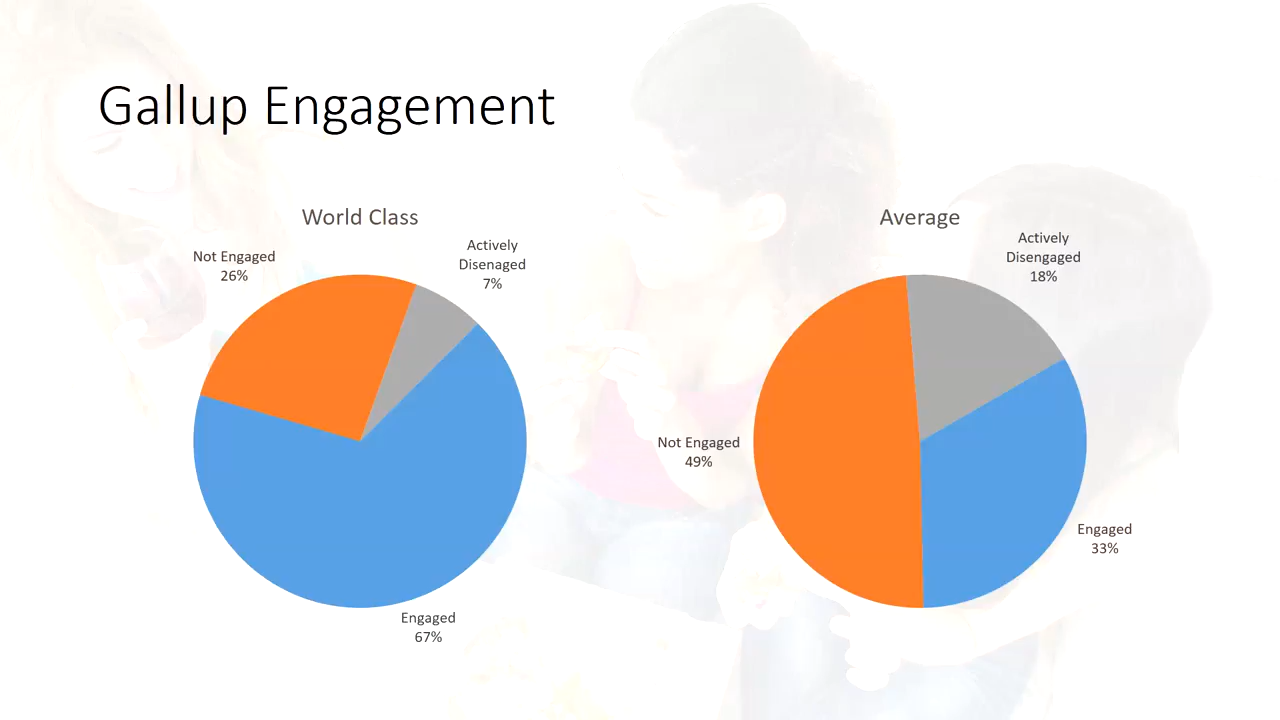 Gallup Engagement
World Class
Not Engaged
26%
Actively
Disenaged
7%
Engaged
67%
Average
Actively
Disengaged
18%
Not Engaged
49%
Engaged
33%